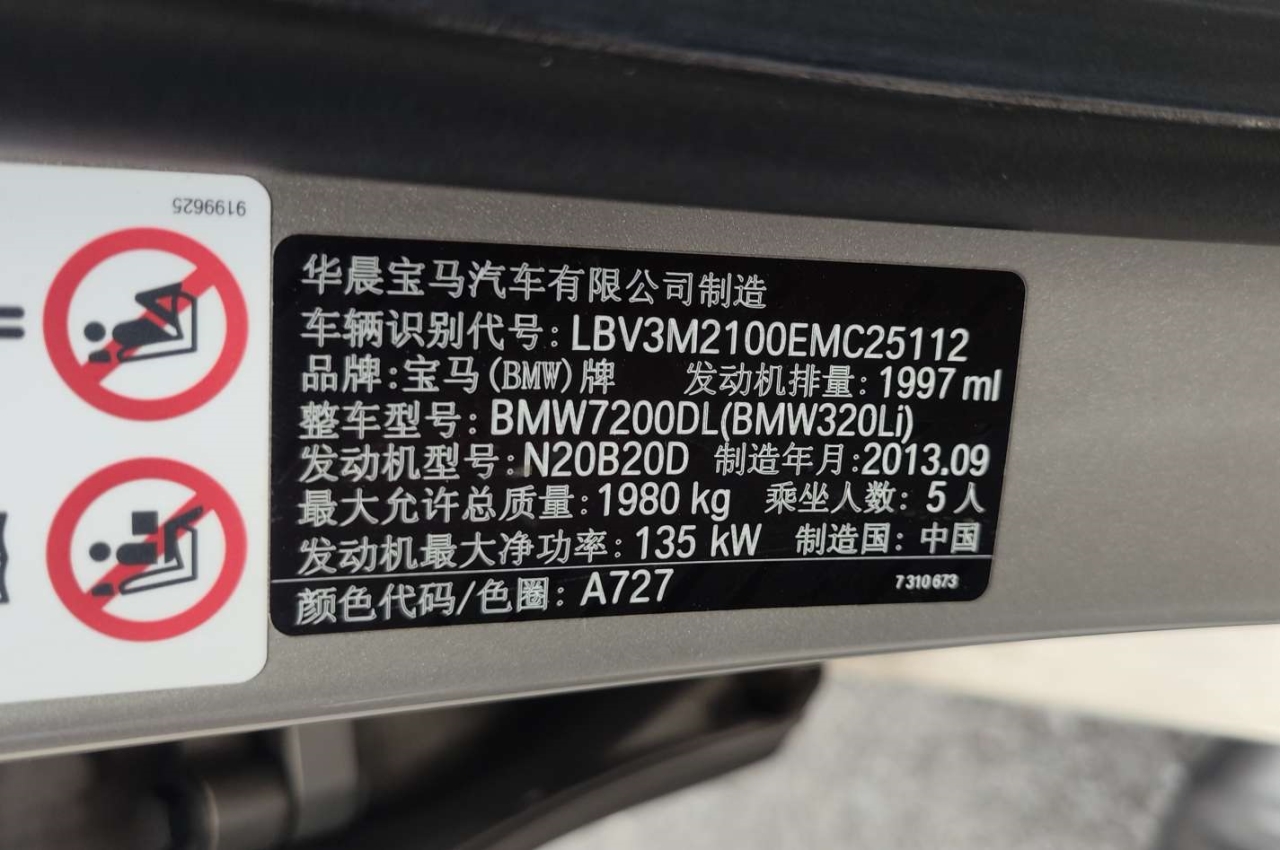 9199625
华晨宝马汽车有限公司制造
车辆识别代号: LBV3M2100EMC25112
品牌: 宝马(BMW)牌 发动机排量: 1997 ml
整车型号: BMW7200DL(BMW320Li)
发动机型号: N20B20D 制造年月: 2013.09
最大允许总质量: 1980 kg 乘坐人数: 5人
发动机最大净功率: 135 kW 制造国: 中国
颜色代码/色圈: A727 7310673